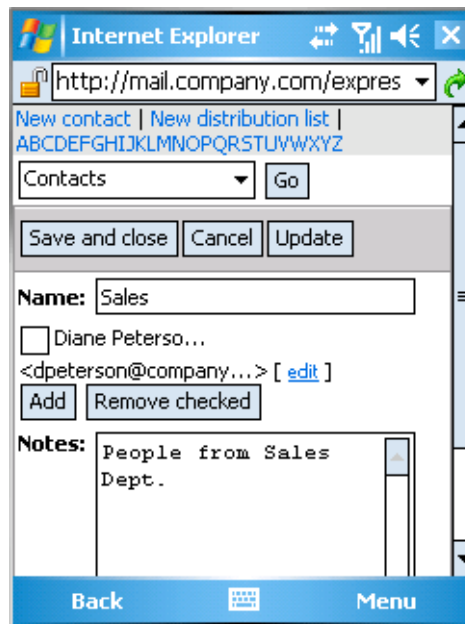 Internet Explorer
http://mail.company.com/expres
New contact | New distribution list |
ABCDEFGHIJKLMNOPQRSTUVWXYZ
Contacts Go
Save and close Cancel Update
Name: Sales
Diane Peterso...
<dpeterson@company...> [ edit ]
Add Remove checked
Notes: People from Sales
Dept.
Back Menu